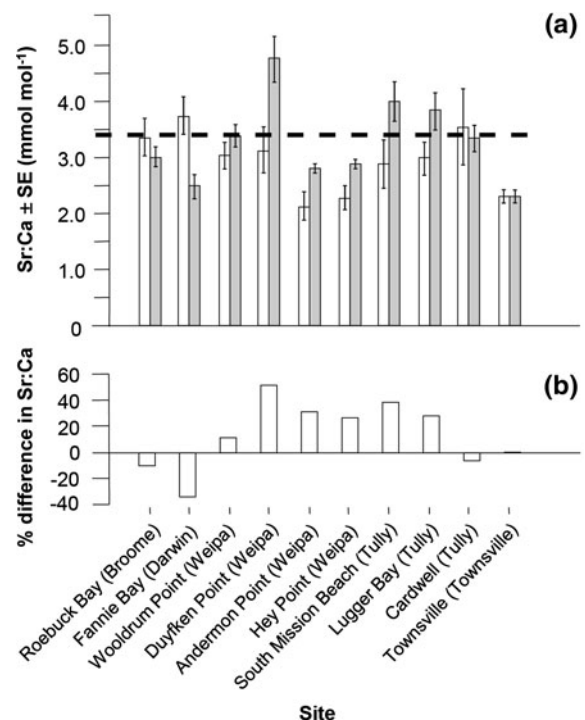 (a)
Sr:Ca ± SE (mmol mol⁻¹)
5.0
4.0
3.0
2.0
1.0
0
(b)
% difference in Sr:Ca
60
40
20
0
-20
-40
Roebuck Bay (Broome)
Fannie Bay (Darwin)
Wooldrum Point (Weipa)
Duyfken Point (Weipa)
Andermon Point (Weipa)
Hey Point (Weipa)
South Mission Beach (Tully)
Lugger Bay (Tully)
Cardwell (Tully)
Townsville (Townsville)
Site